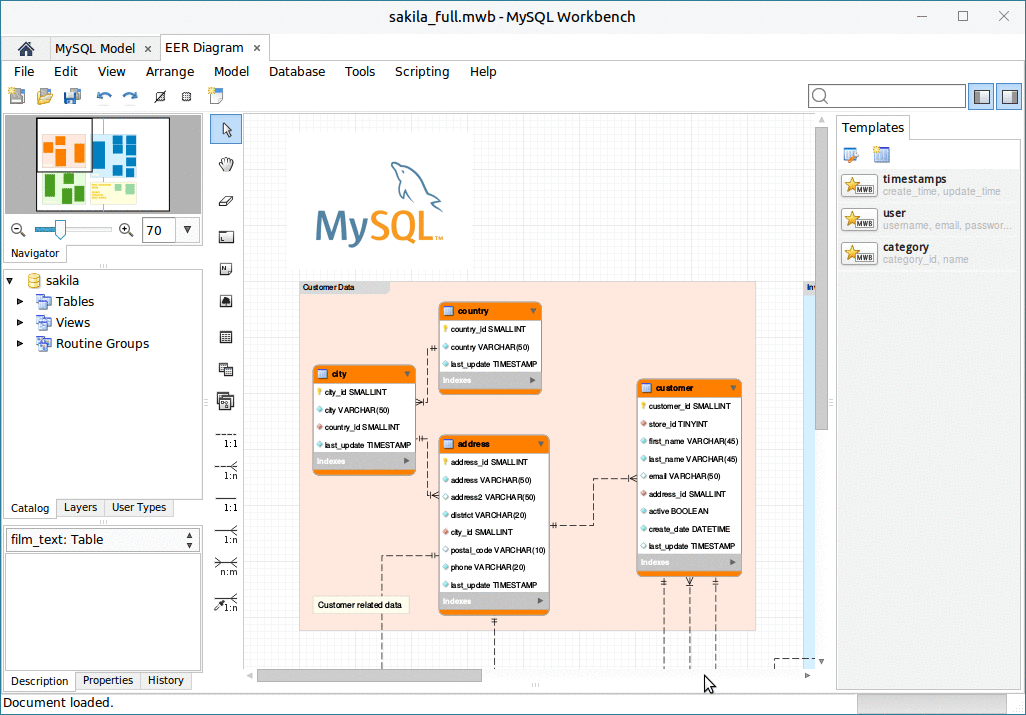 sakila_full.mwb - MySQL Workbench
MySQL Model ×
EER Diagram ×
File Edit View Arrange Model Database Tools Scripting Help
70
Navigator
sakila
Tables
Views
Routine Groups
Catalog Layers User Types
film_text: Table
Description Properties History
Document loaded.
1:1
1:n
1:1
1:n
n:m
1:n
MySQL™
Customer Data
country
country_id SMALLINT
country VARCHAR(50)
last_update TIMESTAMP
Indexes
city
city_id SMALLINT
city VARCHAR(50)
country_id SMALLINT
last_update TIMESTAMP
Indexes
address
address_id SMALLINT
address VARCHAR(50)
address2 VARCHAR(50)
district VARCHAR(20)
city_id SMALLINT
postal_code VARCHAR(10)
phone VARCHAR(20)
last_update TIMESTAMP
Indexes
customer
customer_id SMALLINT
store_id TINYINT
first_name VARCHAR(45)
last_name VARCHAR(45)
email VARCHAR(50)
address_id SMALLINT
active BOOLEAN
create_date DATETIME
last_update TIMESTAMP
Indexes
Customer related data
Templates
MWB
timestamps
create_time, update_time
MWB
user
username, email, passwor...
MWB
category
category_id, name